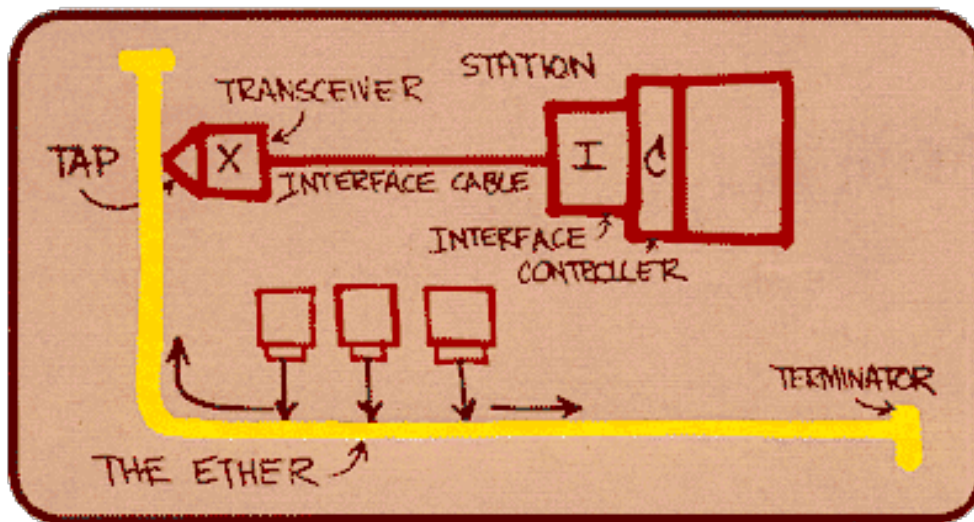 STATION
TRANSCEIVER
TAP
X
I
C
INTERFACE CABLE
INTERFACE
CONTROLLER
TERMINATOR
THE ETHER